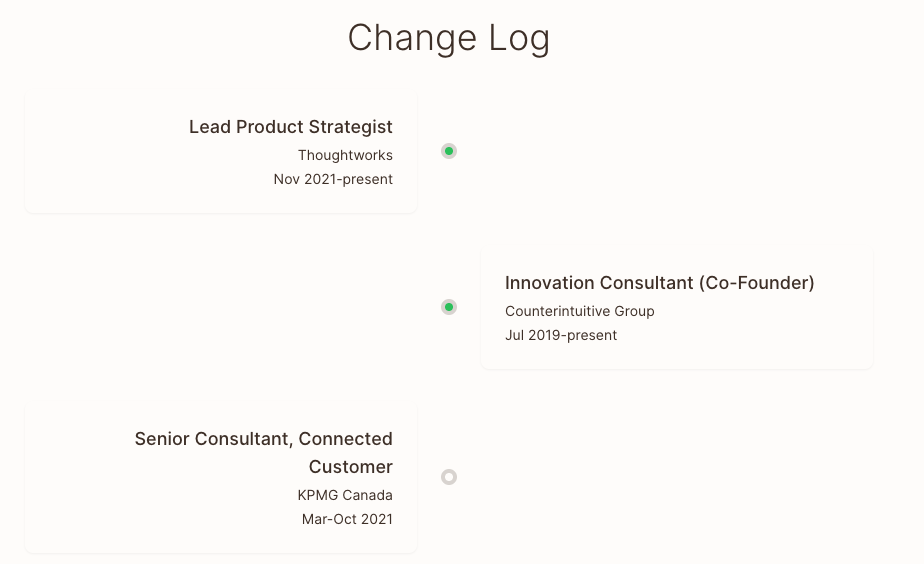 Change Log
Lead Product Strategist
Thoughtworks
Nov 2021-present
Innovation Consultant (Co-Founder)
Counterintuitive Group
Jul 2019-present
Senior Consultant, Connected
Customer
KPMG Canada
Mar-Oct 2021